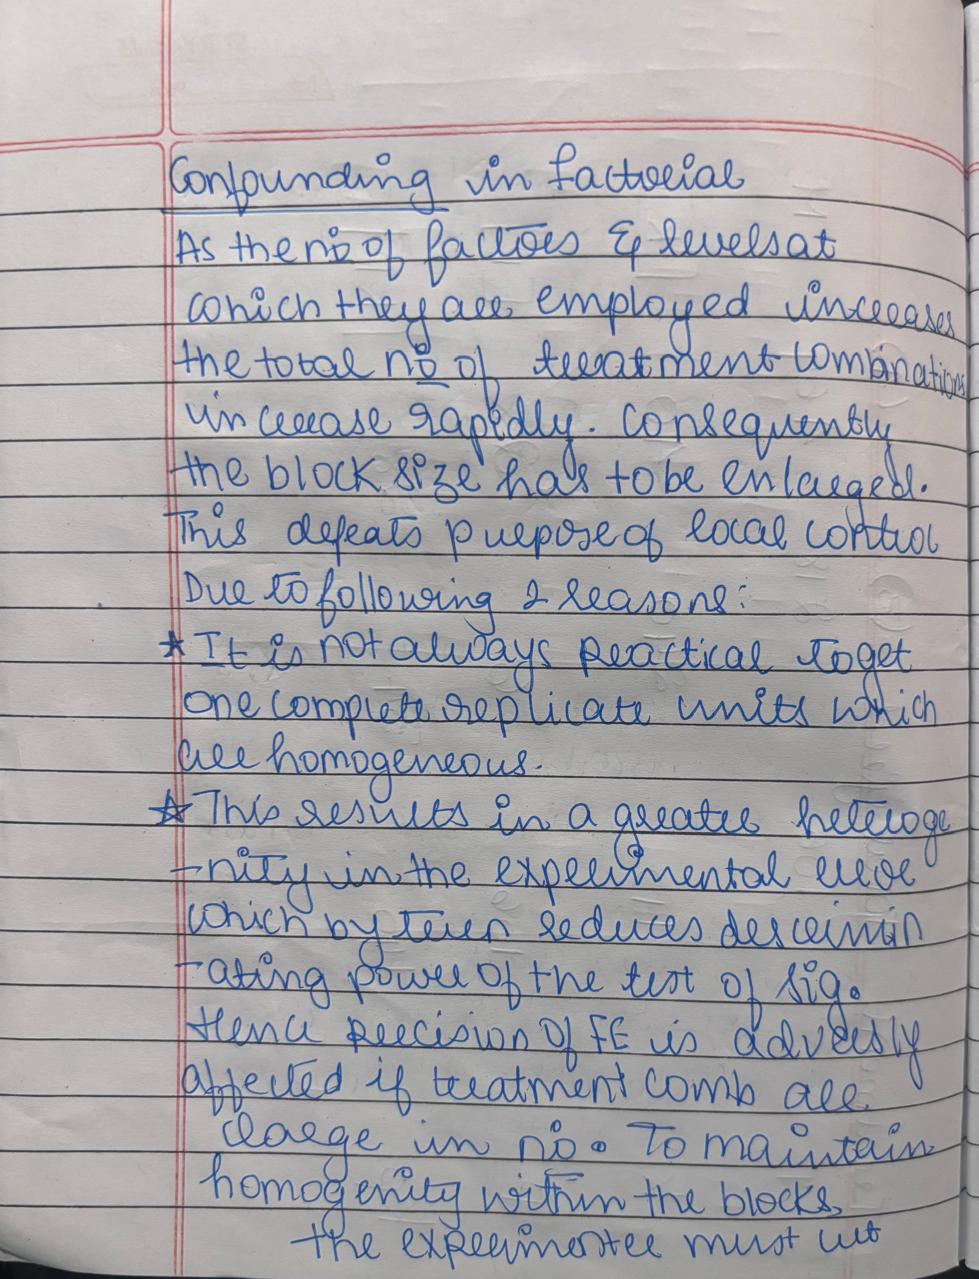 Confounding in factorial
As the no of factors & levels at
which they are employed increases
the total no of treatment combinations
increase rapidly. Consequently
the block size has to be enlarged.
This defeats purpose of local control
Due to following 2 reasons:
★ It is not always practical to get
one complete replicate units which
are homogeneous.
★ This results in a greater heteroge
-nity in the experimental error
which by turn reduces descrimin
-ating power of the test of sig.
Hence precision of FE is adversly
affected if treatment comb are
large in no. To maintain
homogenity within the blocks,
the experimenter must cut